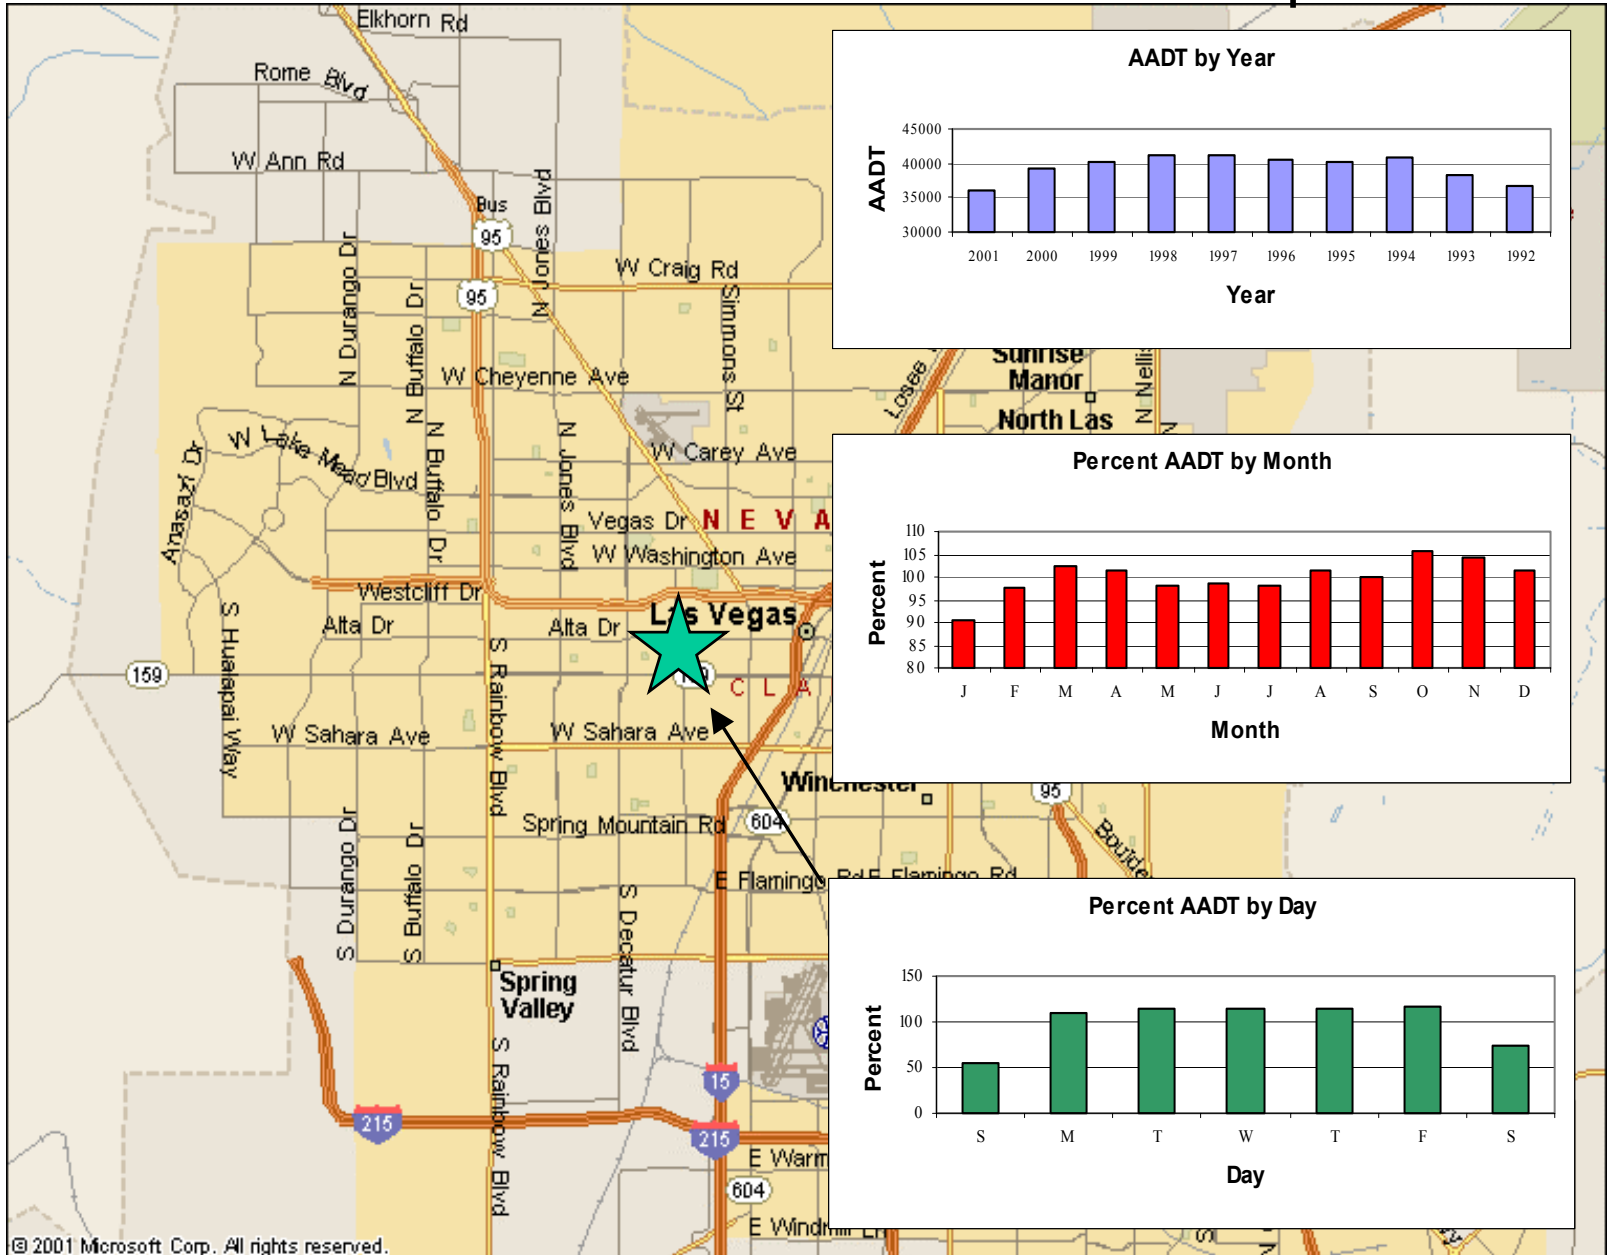 Elkhorn Rd
Rome Blvd
W Ann Rd
Bus
95
95
N Jones Blvd
N Durango Dr
N Buffalo Dr
W Craig Rd
Simmons St
W Cheyenne Ave
Losee
Sunrise
Manor
North Las
N Nellis
N
Anasazi Dr
W Lake Mead Blvd
N Buffalo Dr
N Jones Blvd
W Carey Ave
Vegas Dr
N E V A
W Washington Ave
Westcliff Dr
Las Vegas
Alta Dr
Alta Dr
159
C L A
S Hualapai Way
S Rainbow Blvd
W Sahara Ave
W Sahara Ave
Winchester
95
Spring Mountain Rd
604
Boulde
E Flamingo Rd
E Flamingo Rd
S Durango Dr
S Buffalo Dr
S Decatur Blvd
Spring
Valley
S Rainbow Blvd
15
215
215
E Warm
604
E Windmill Ln
© 2001 Microsoft Corp. All rights reserved.
AADT by Year
AADT
45000
40000
35000
30000
2001 2000 1999 1998 1997 1996 1995 1994 1993 1992
Year
Percent AADT by Month
Percent
110
105
100
95
90
85
80
J F M A M J J A S O N D
Month
Percent AADT by Day
Percent
150
100
50
0
S M T W T F S
Day